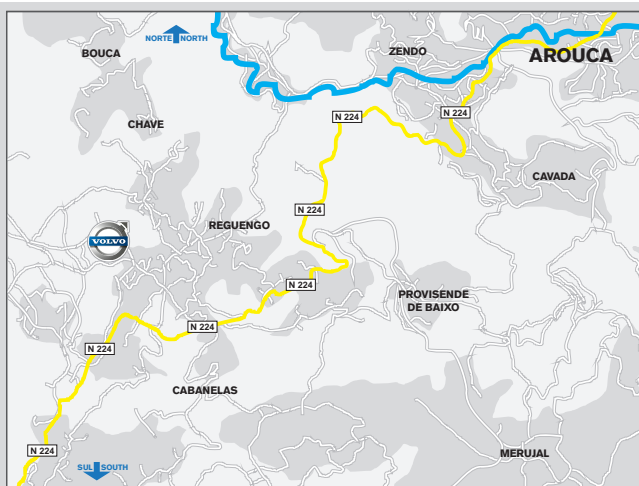 NORTE NORTH
BOUCA
ZENDO
AROUCA
N 224
N 224
CHAVE
CAVADA
N 224
REGUENGO
VOLVO
N 224
PROVISENDE
DE BAIXO
N 224
N 224
CABANELAS
N 224
MERUJAL
SUL SOUTH